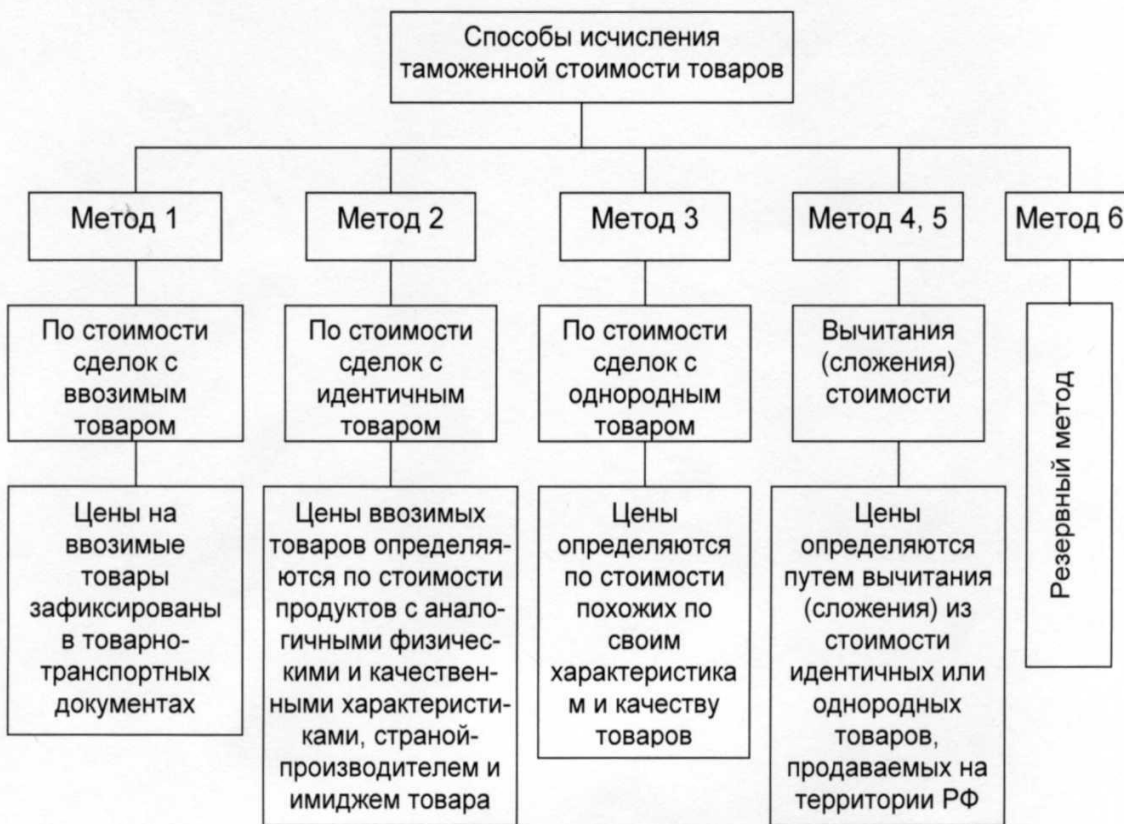 Способы исчисления
таможенной стоимости товаров
Метод 1
Метод 2
Метод 3
Метод 4, 5
Метод 6
По стоимости
сделок с
ввозимым
товаром
По стоимости
сделок с
идентичным
товаром
По стоимости
сделок с
однородным
товаром
Вычитания
(сложения)
стоимости
Резервный метод
Цены на
ввозимые
товары
зафиксированы
в товарно-
транспортных
документах
Цены ввозимых
товаров определя-
ются по стоимости
продуктов с анало-
гичными физичес-
кими и качествен-
ными характеристи-
ками, страной-
производителем и
имиджем товара
Цены
определяются
по стоимости
похожих по
своим
характеристика
м и качеству
товаров
Цены
определяются
путем вычитания
(сложения) из
стоимости
идентичных или
однородных
товаров,
продаваемых на
территории РФ